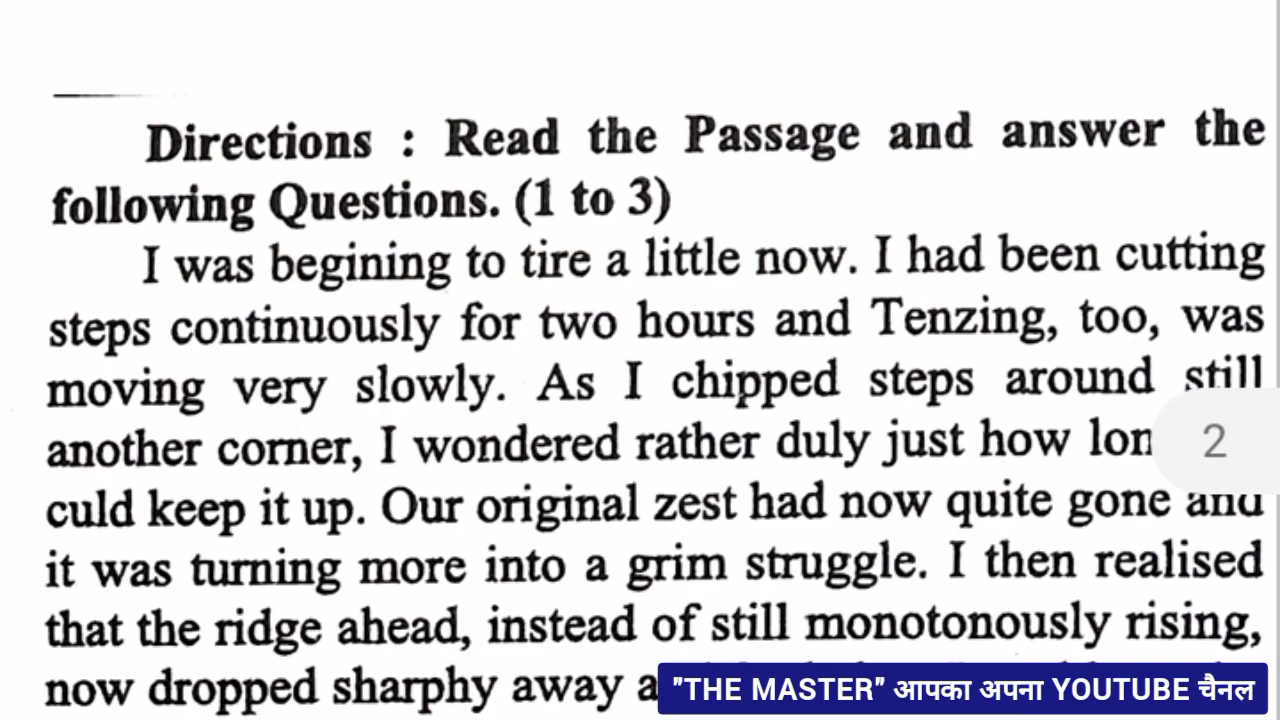 Directions : Read the Passage and answer the
following Questions. (1 to 3)
I was begining to tire a little now. I had been cutting
steps continuously for two hours and Tenzing, too, was
moving very slowly. As I chipped steps around still
another corner, I wondered rather duly just how lon
2
culd keep it up. Our original zest had now quite gone and
it was turning more into a grim struggle. I then realised
that the ridge ahead, instead of still monotonously rising,
now dropped sharphy away
"THE MASTER" आपका अपना YOUTUBE चैनल